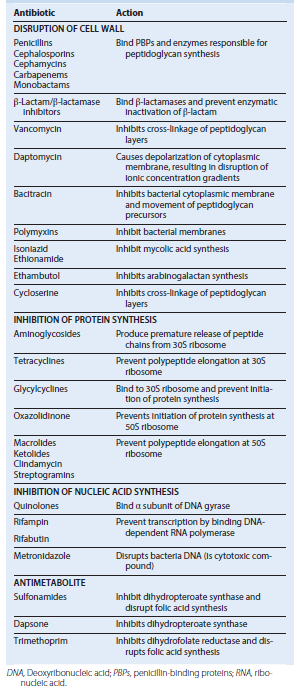 Antibiotic Action
DISRUPTION OF CELL WALL
Penicillins Bind PBPs and enzymes responsible for
Cephalosporins peptidoglycan synthesis
Cephamycins
Carbapenems
Monobactams
β-Lactam/β-lactamase Bind β-lactamases and prevent enzymatic
inhibitors inactivation of β-lactam
Vancomycin Inhibits cross-linkage of peptidoglycan
layers
Daptomycin Causes depolarization of cytoplasmic
membrane, resulting in disruption of
ionic concentration gradients
Bacitracin Inhibits bacterial cytoplasmic membrane
and movement of peptidoglycan
precursors
Polymyxins Inhibit bacterial membranes
Isoniazid Inhibit mycolic acid synthesis
Ethionamide
Ethambutol Inhibits arabinogalactan synthesis
Cycloserine Inhibits cross-linkage of peptidoglycan
layers
INHIBITION OF PROTEIN SYNTHESIS
Aminoglycosides Produce premature release of peptide
chains from 30S ribosome
Tetracyclines Prevent polypeptide elongation at 30S
ribosome
Glycylcyclines Bind to 30S ribosome and prevent initia-
tion of protein synthesis
Oxazolidinone Prevents initiation of protein synthesis at
50S ribosome
Macrolides Prevent polypeptide elongation at 50S
Ketolides ribosome
Clindamycin
Streptogramins
INHIBITION OF NUCLEIC ACID SYNTHESIS
Quinolones Bind α subunit of DNA gyrase
Rifampin Prevent transcription by binding DNA-
Rifabutin dependent RNA polymerase
Metronidazole Disrupts bacteria DNA (is cytotoxic com-
pound)
ANTIMETABOLITE
Sulfonamides Inhibit dihydropteroate synthase and
disrupt folic acid synthesis
Dapsone Inhibits dihydropteroate synthase
Trimethoprim Inhibits dihydrofolate reductase and dis-
rupts folic acid synthesis
DNA, Deoxyribonucleic acid; PBPs, penicillin-binding proteins; RNA, ribo-
nucleic acid.